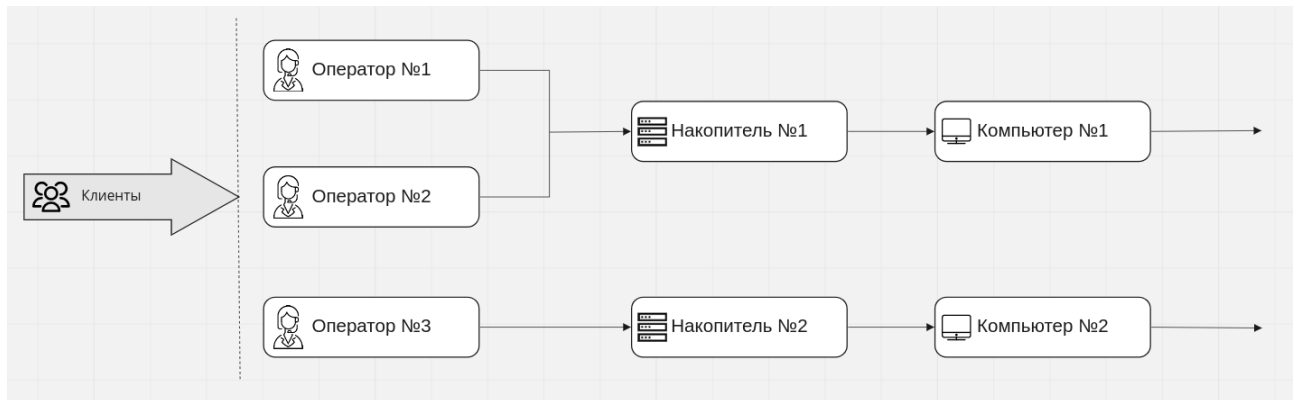 Оператор №1
Накопитель №1
Компьютер №1
Клиенты
Оператор №2
Оператор №3
Накопитель №2
Компьютер №2